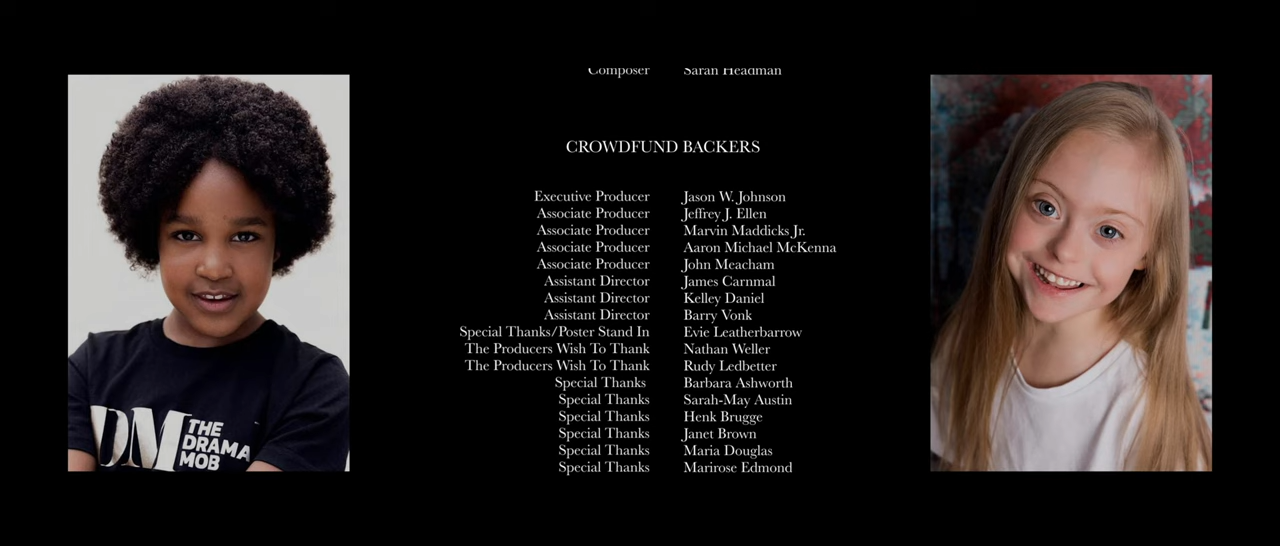 Composer Sarah Headman
CROWDFUND BACKERS
Executive Producer Jason W. Johnson
Associate Producer Jeffrey J. Ellen
Associate Producer Marvin Maddicks Jr.
Associate Producer Aaron Michael McKenna
Associate Producer John Meacham
Assistant Director James Carnmal
Assistant Director Kelley Daniel
Assistant Director Barry Vonk
Special Thanks/Poster Stand In Evie Leatherbarrow
The Producers Wish To Thank Nathan Weller
The Producers Wish To Thank Rudy Ledbetter
Special Thanks Barbara Ashworth
Special Thanks Sarah-May Austin
Special Thanks Henk Brugge
Special Thanks Janet Brown
Special Thanks Maria Douglas
Special Thanks Marirose Edmond
DM THE
DRAMA
MOB